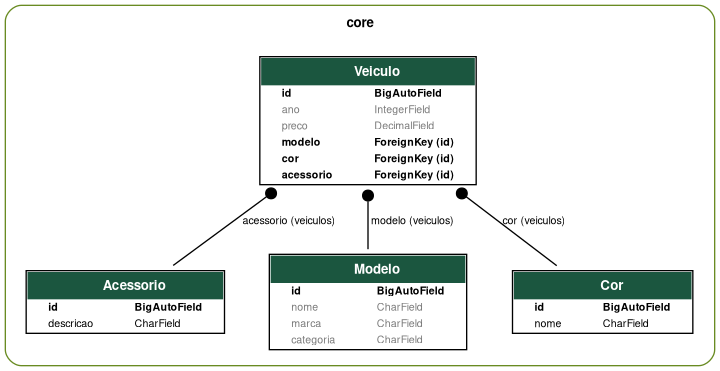 core
Veiculo
id BigAutoField
ano IntegerField
preco DecimalField
modelo ForeignKey (id)
cor ForeignKey (id)
acessorio ForeignKey (id)
acessorio (veiculos) modelo (veiculos) cor (veiculos)
Acessorio
id BigAutoField
descricao CharField
Modelo
id BigAutoField
nome CharField
marca CharField
categoria CharField
Cor
id BigAutoField
nome CharField